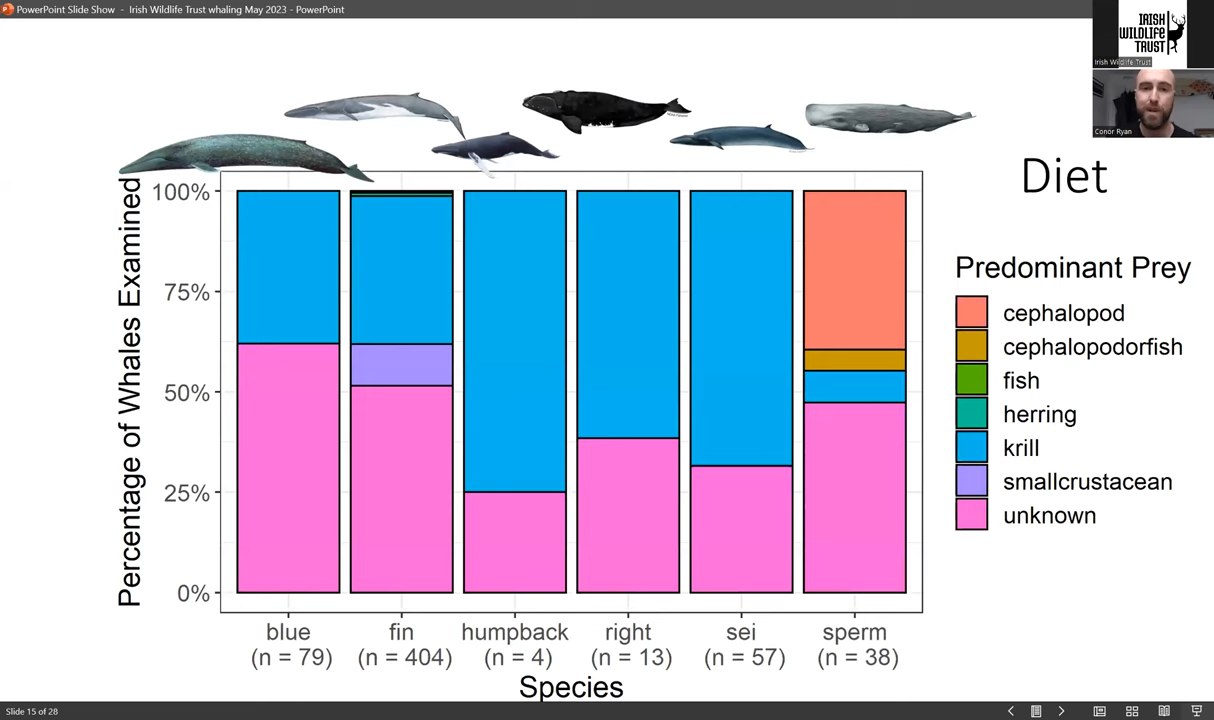 PowerPoint Slide Show - Irish Wildlife Trust whaling May 2023 - PowerPoint
IRISH
WILDLIFE
TRUST
Irish Wildlife Trust
Conor Ryan
Diet
Percentage of Whales Examined
100%
75%
50%
25%
0%
blue
(n = 79)
fin
(n = 404)
humpback
(n = 4)
right
(n = 13)
sei
(n = 57)
sperm
(n = 38)
Species
Predominant Prey
cephalopod
cephalopodorfish
fish
herring
krill
smallcrustacean
unknown
Slide 15 of 28